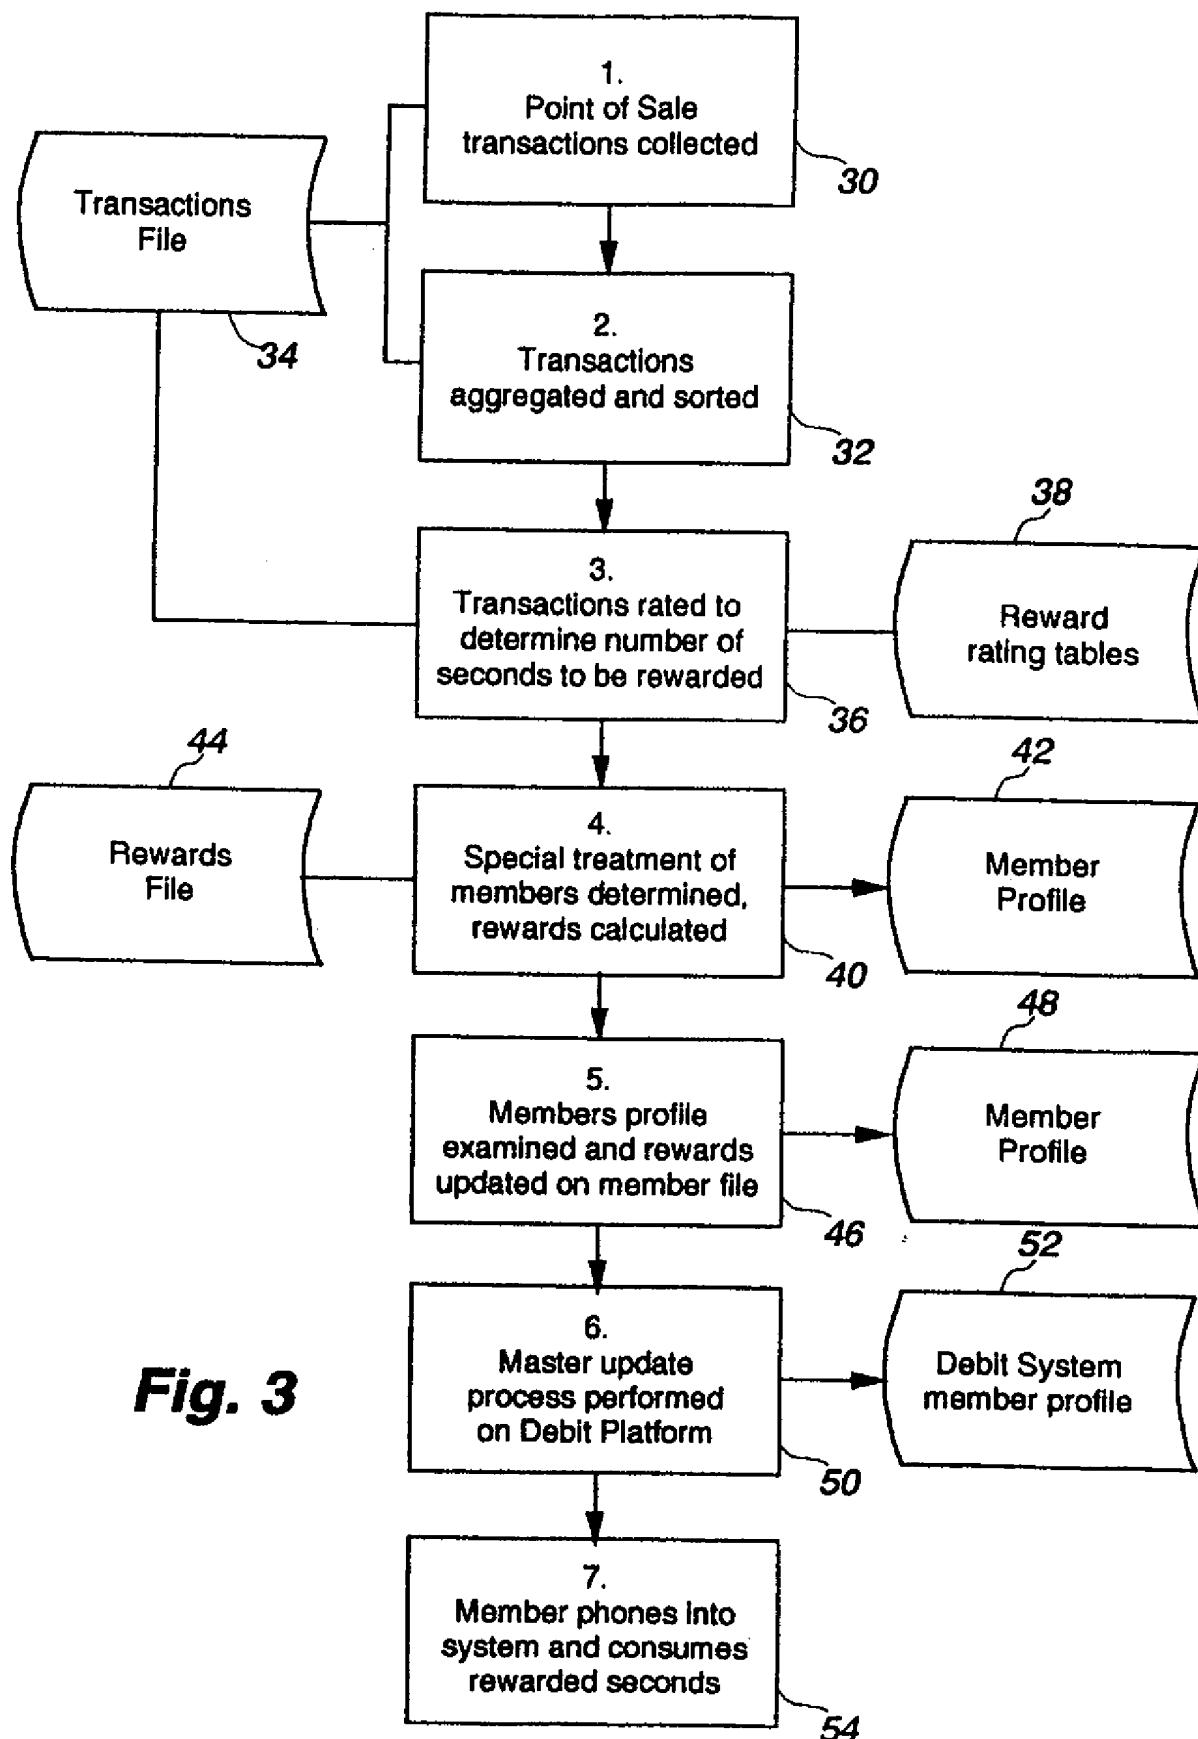 1.
Point of Sale
transactions collected
30
Transactions
File
34
2.
Transactions
aggregated and sorted
32
3.
Transactions rated to
determine number of
seconds to be rewarded
36
38
Reward
rating tables
44
Rewards
File
4.
Special treatment of
members determined,
rewards calculated
40
42
Member
Profile
5.
Members profile
examined and rewards
updated on member file
46
48
Member
Profile
6.
Master update
process performed
on Debit Platform
50
52
Debit System
member profile
Fig. 3
7.
Member phones into
system and consumes
rewarded seconds
54